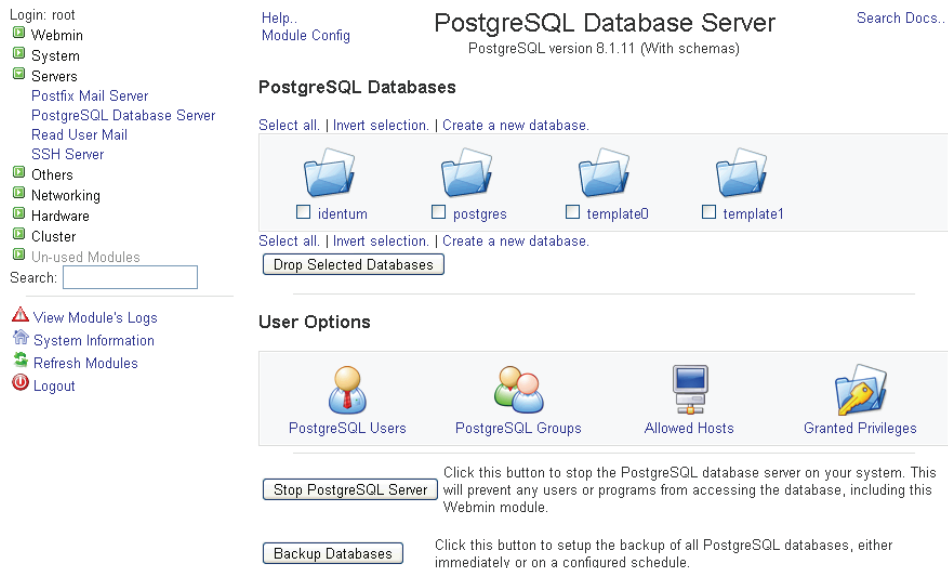 Login: root
Webmin
System
Servers
Postfix Mail Server
PostgreSQL Database Server
Read User Mail
SSH Server
Others
Networking
Hardware
Cluster
Un-used Modules
Search:
View Module's Logs
System Information
Refresh Modules
Logout
Help..
Module Config
PostgreSQL Database Server
PostgreSQL version 8.1.11 (With schemas)
Search Docs..
PostgreSQL Databases
Select all. | Invert selection. | Create a new database.
identum postgres template0 template1
Select all. | Invert selection. | Create a new database.
Drop Selected Databases
User Options
PostgreSQL Users PostgreSQL Groups Allowed Hosts Granted Privileges
Stop PostgreSQL Server
Click this button to stop the PostgreSQL database server on your system. This
will prevent any users or programs from accessing the database, including this
Webmin module.
Backup Databases
Click this button to setup the backup of all PostgreSQL databases, either
immediately or on a configured schedule.